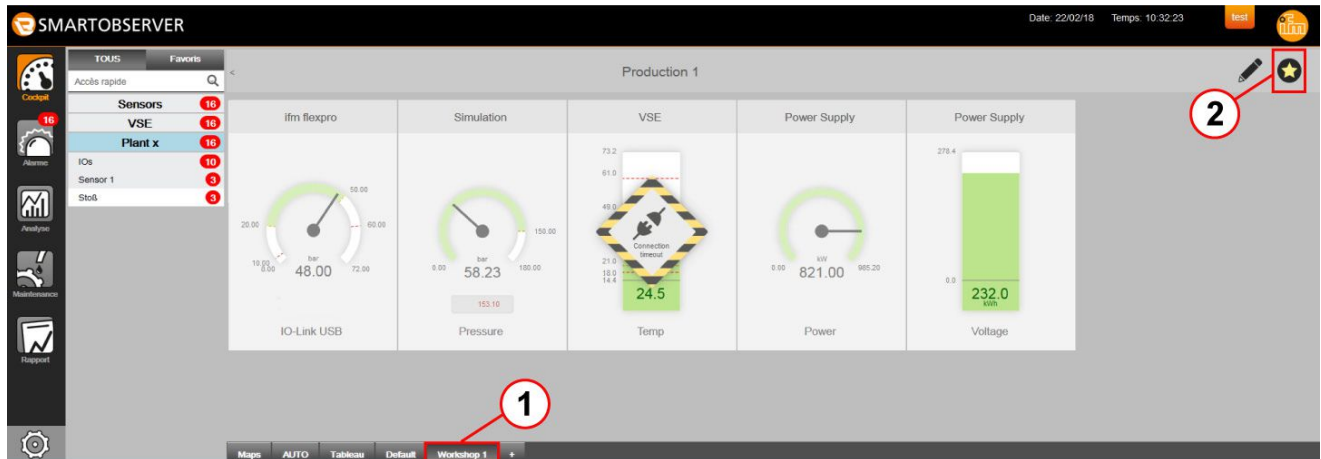 SMARTOBSERVER
Date: 22/02/18 Temps: 10:32:23
test
ifm
Cockpit
16
Alarme
Analyse
Maintenance
Rapport
TOUS Favoris
Accès rapide
Sensors 16
VSE 16
Plant x 16
IOs 10
Sensor 1 3
Stoß 3
<
Production 1
2
ifm flexpro
20.00
50.00
60.00
10.00
0.00
72.00
bar
48.00
IO-Link USB
Simulation
150.00
0.00
180.00
bar
58.23
153.10
Pressure
VSE
73.2
61.0
49.0
21.0
18.0
14.4
Connection
timeout
24.5
Temp
Power Supply
0.00
985.20
kW
821.00
Power
Power Supply
278.4
0.0
232.0
kWh
Voltage
1
Maps AUTO Tableau Default Workshop 1 +